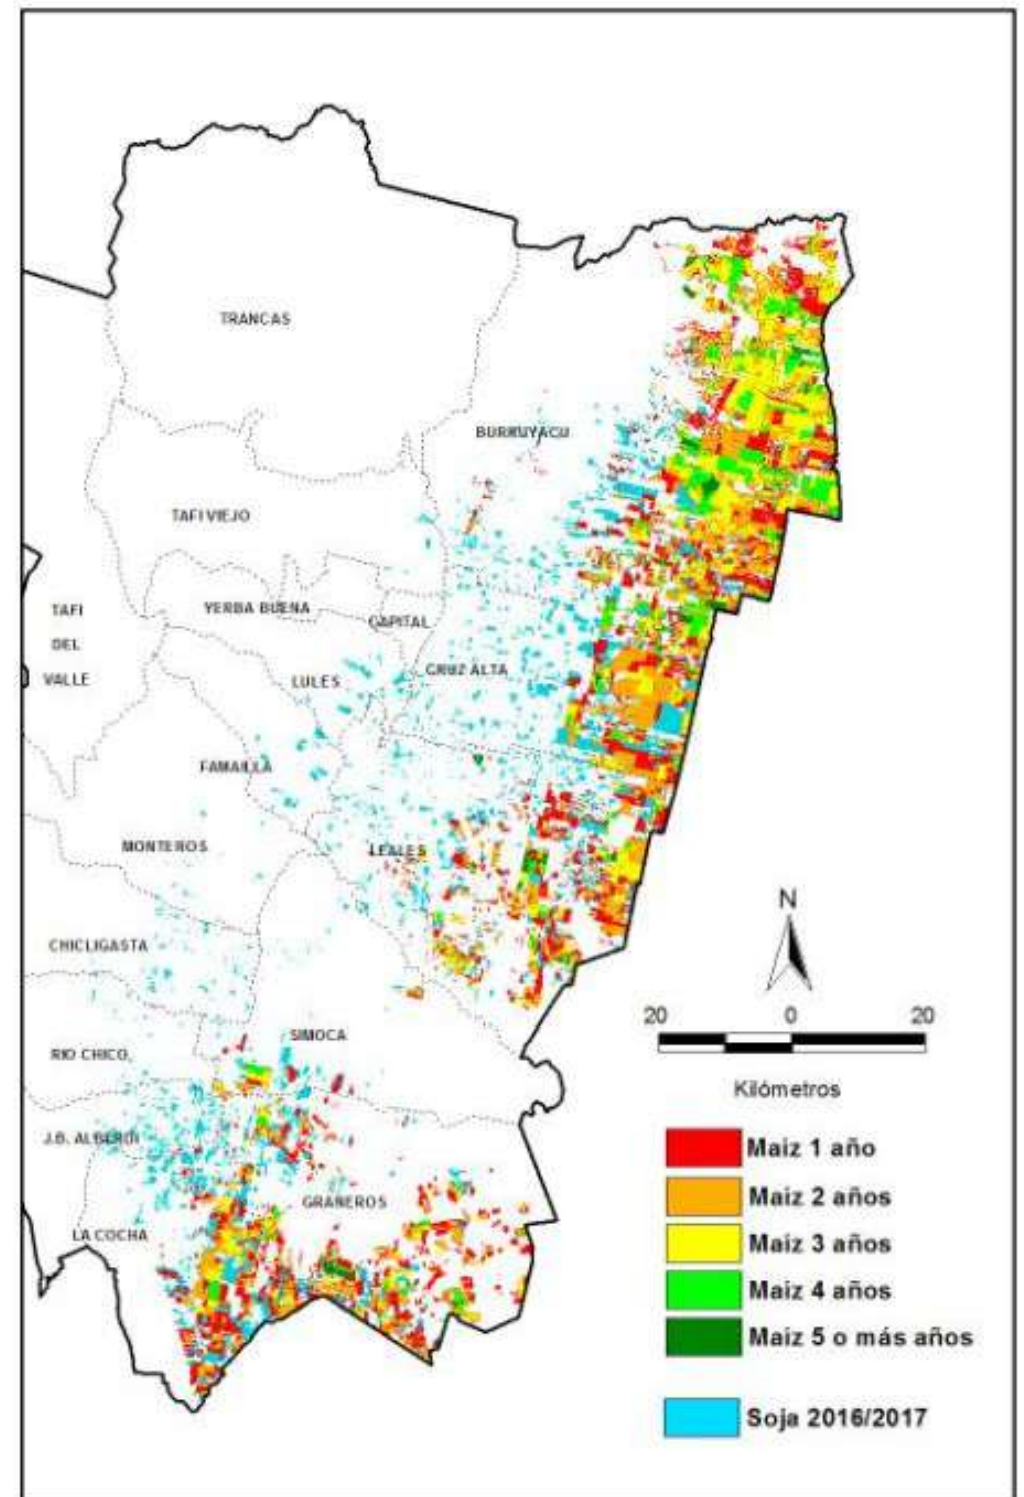 TRANCAS
BURRUYACU
TAFI VIEJO
TAFI
DEL
VALLE
YERBA BUENA
CAPITAL
LULES
CRUZ ALTA
FAMAILLA
MONTEROS
LEALES
CHICLIGASTA
SIMOCA
RIO CHICO
J.B. ALBERDI
GRANEROS
LA COCHA
N
20 0 20
Kilómetros
Maiz 1 año
Maiz 2 años
Maiz 3 años
Maiz 4 años
Maiz 5 o más años
Soja 2016/2017